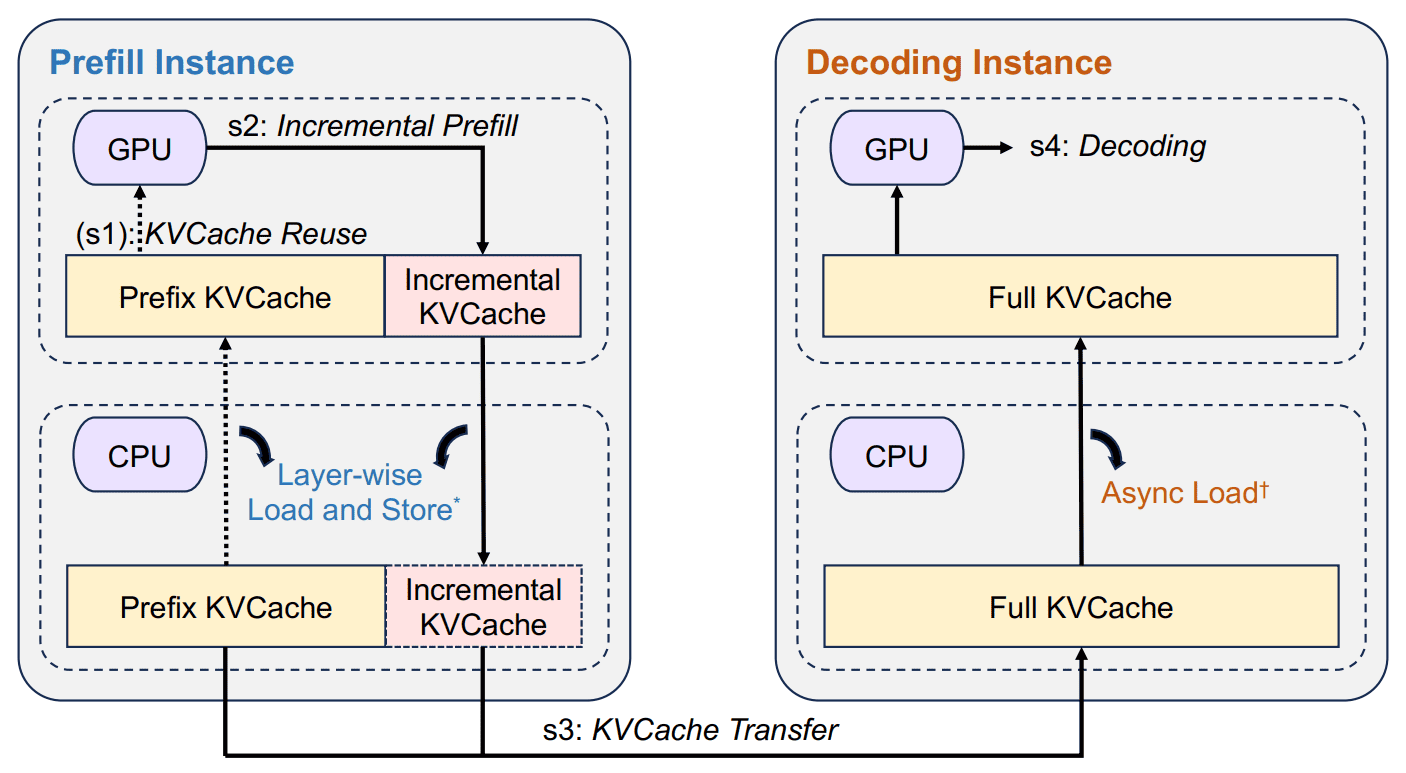 Prefill Instance
GPU
s2: Incremental Prefill
(s1): KVCache Reuse
Prefix KVCache
Incremental
KVCache
CPU
Layer-wise
Load and Store*
Prefix KVCache
Incremental
KVCache
Decoding Instance
GPU
s4: Decoding
Full KVCache
CPU
Async Load†
Full KVCache
s3: KVCache Transfer